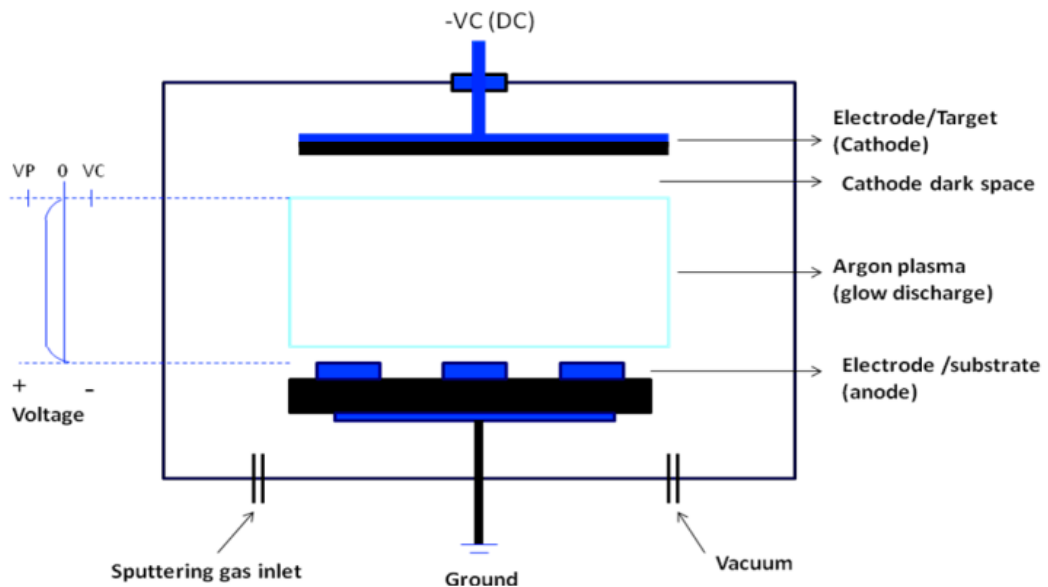 -VC (DC)
Electrode/Target
(Cathode)
VP 0 VC
Cathode dark space
Argon plasma
(glow discharge)
Electrode /substrate
(anode)
+ -
Voltage
Sputtering gas inlet
Ground
Vacuum